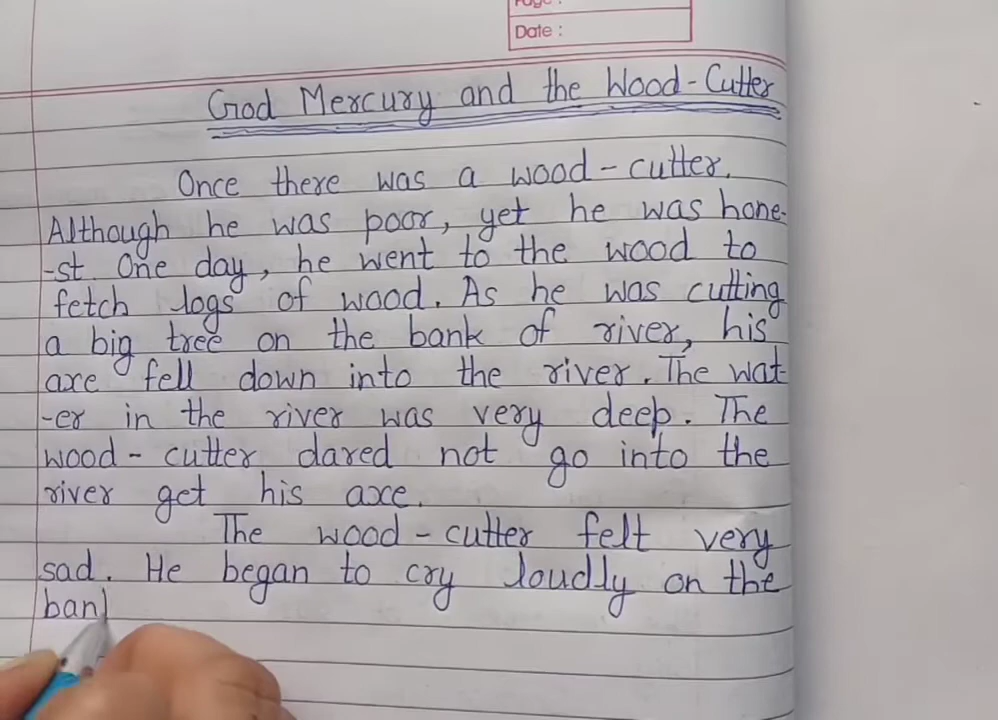 Page :
Date :
God Mercury and the Wood-Cutter
Once there was a wood-cutter.
Although he was poor, yet he was hone-
-st. One day, he went to the wood to
fetch logs of wood. As he was cutting
a big tree on the bank of river, his
axe fell down into the river. The wat-
-er in the river was very deep. The
wood-cutter dared not go into the
river get his axe.
The wood-cutter felt very
sad. He began to cry loudly on the
ban